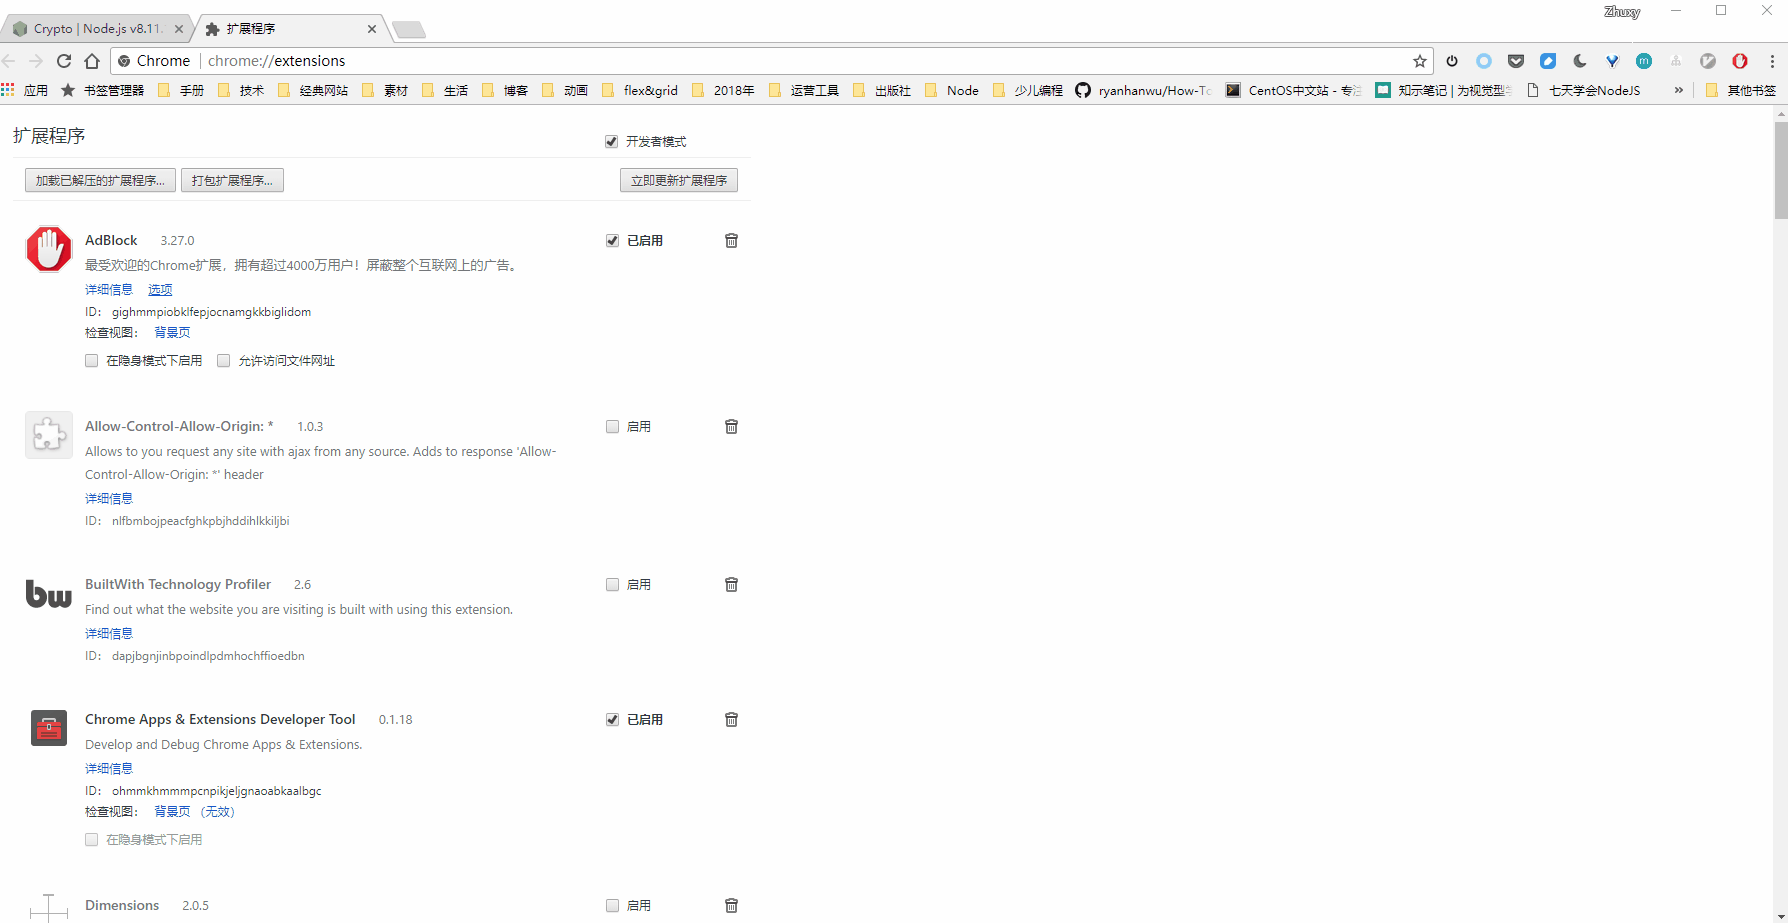 Zhuxy
Crypto | Node.js v8.11.
扩展程序
Chrome chrome://extensions
应用 书签管理器 手册 技术 经典网站 素材 生活 博客 动画 flex&grid 2018年 运营工具 出版社 Node 少儿编程 ryanhanwu/How-To CentOS中文站 - 专注 知示笔记 | 为视觉型 七天学会NodeJS » 其他书签
扩展程序 开发者模式
加载已解压的扩展程序... 打包扩展程序... 立即更新扩展程序
AdBlock 3.27.0 已启用
最受欢迎的Chrome扩展，拥有超过4000万用户！屏蔽整个互联网上的广告。
详细信息 选项
ID： gighmmpiobklfepjocnamgkkbiglidom
检查视图： 背景页
在隐身模式下启用 允许访问文件网址
Allow-Control-Allow-Origin: * 1.0.3 启用
Allows to you request any site with ajax from any source. Adds to response 'Allow-
Control-Allow-Origin: *' header
详细信息
ID： nlfbmbojpeacfghkpbjhddihlkkiljbi
bw
BuiltWith Technology Profiler 2.6 启用
Find out what the website you are visiting is built with using this extension.
详细信息
ID： dapjbgnjinbpoindlpdmhochffioedbn
Chrome Apps & Extensions Developer Tool 0.1.18 已启用
Develop and Debug Chrome Apps & Extensions.
详细信息
ID： ohmmkhmmmpcnpikjeljgnaoabkaalbgc
检查视图： 背景页 （无效）
在隐身模式下启用
Dimensions 2.0.5 启用